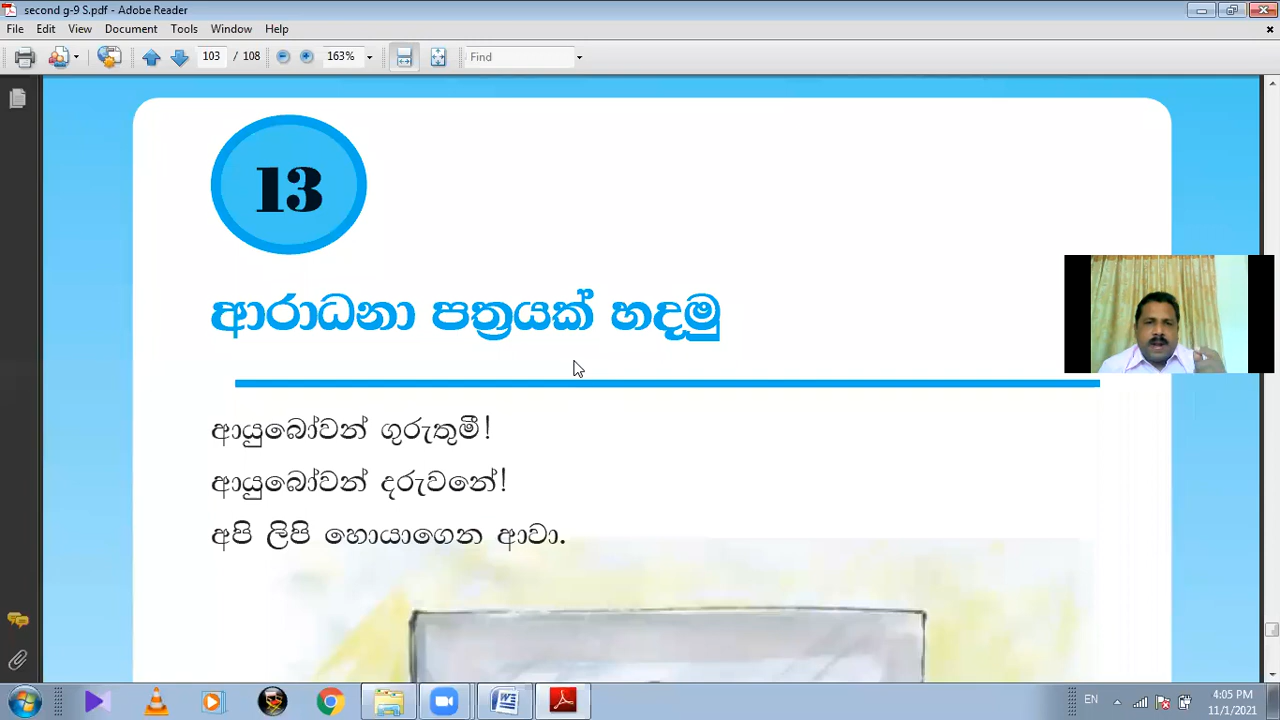 second g-9 S.pdf - Adobe Reader
File Edit View Document Tools Window Help
103 / 108 163% Find
13
ආරාධනා පත්‍රයක් හදමු
ආයුබෝවන් ගුරුතුමී!
ආයුබෝවන් දරුවනේ!
අපි ලිපි හොයාගෙන ආවා.
EN 4:05 PM
11/1/2021